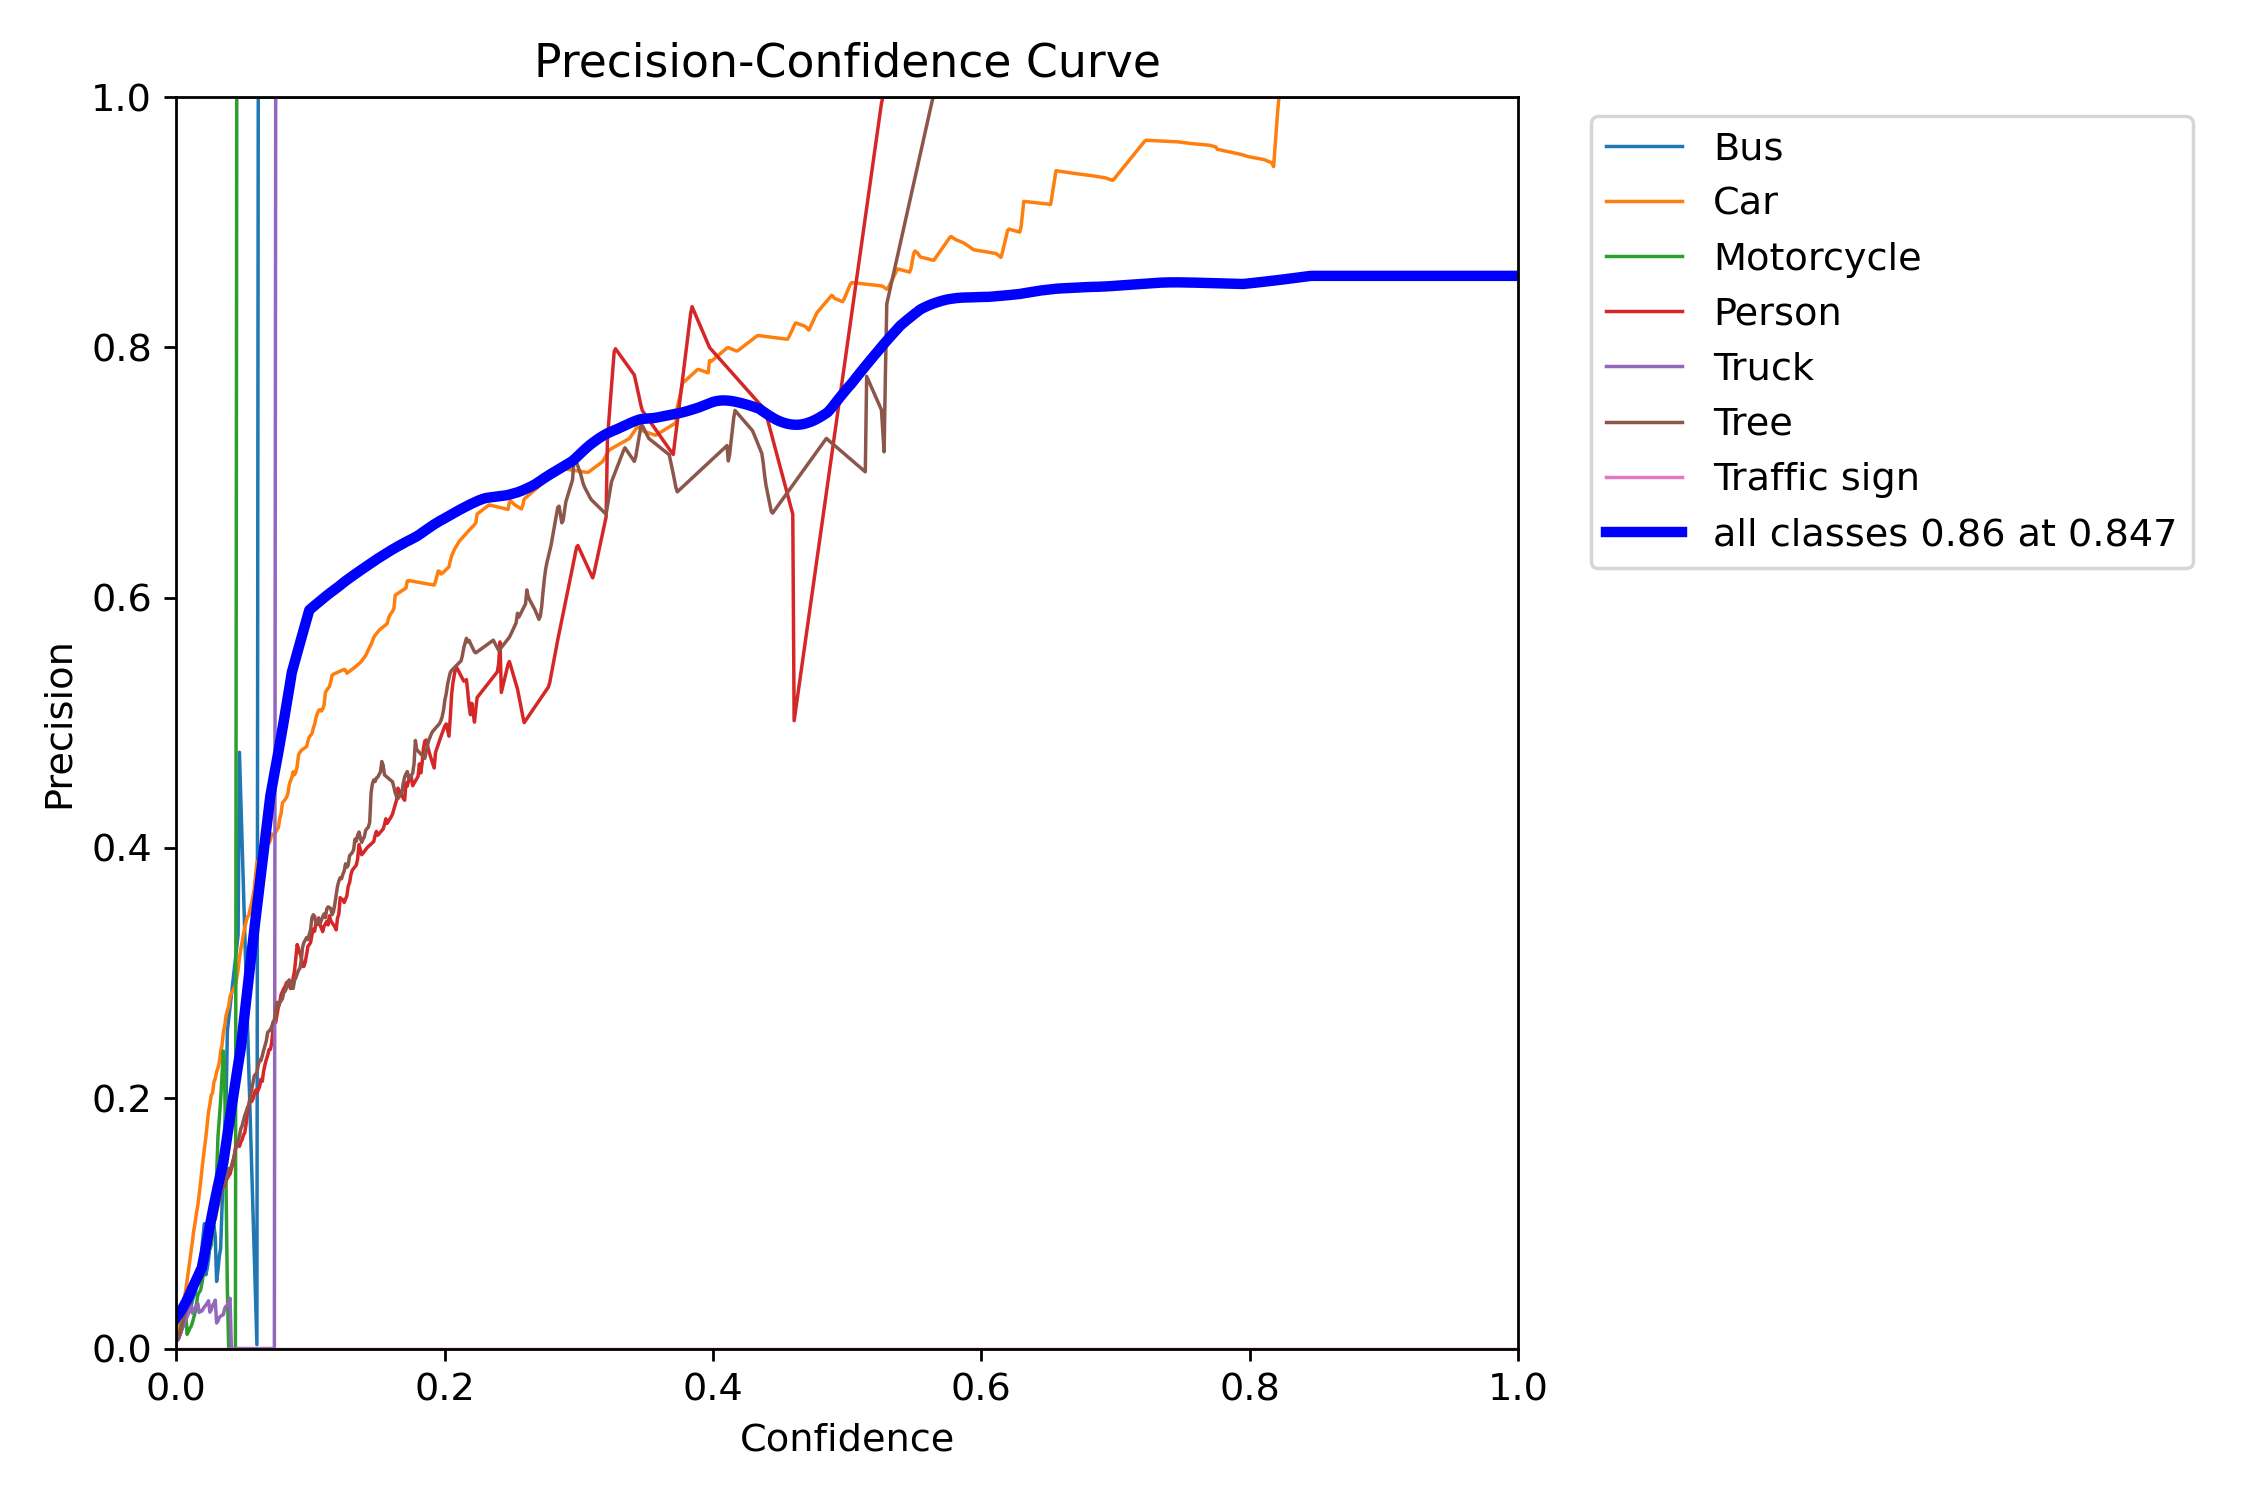 Precision-Confidence Curve
1.0
0.8
0.6
0.4
0.2
0.0
Precision
0.0 0.2 0.4 0.6 0.8 1.0
Confidence
Bus
Car
Motorcycle
Person
Truck
Tree
Traffic sign
all classes 0.86 at 0.847